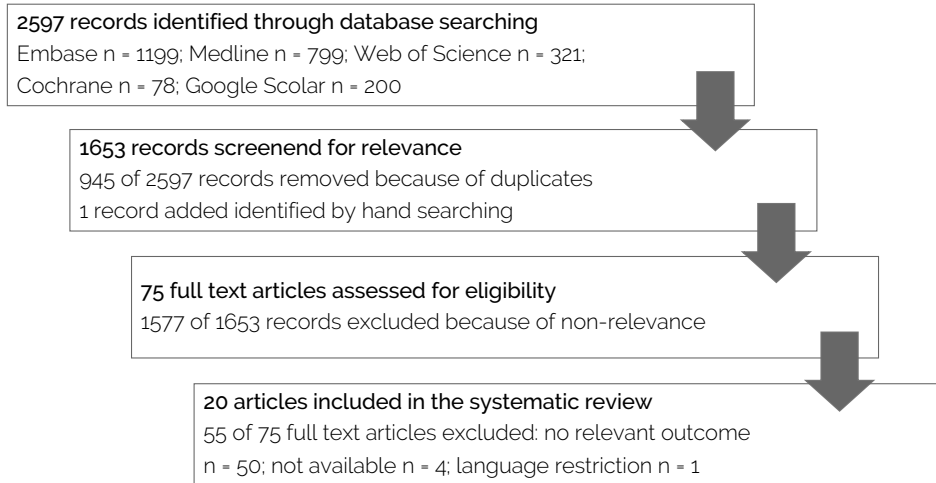 2597 records identified through database searching
Embase n = 1199; Medline n = 799; Web of Science n = 321;
Cochrane n = 78; Google Scolar n = 200
1653 records screenend for relevance
945 of 2597 records removed because of duplicates
1 record added identified by hand searching
75 full text articles assessed for eligibility
1577 of 1653 records excluded because of non-relevance
20 articles included in the systematic review
55 of 75 full text articles excluded: no relevant outcome
n = 50; not available n = 4; language restriction n = 1